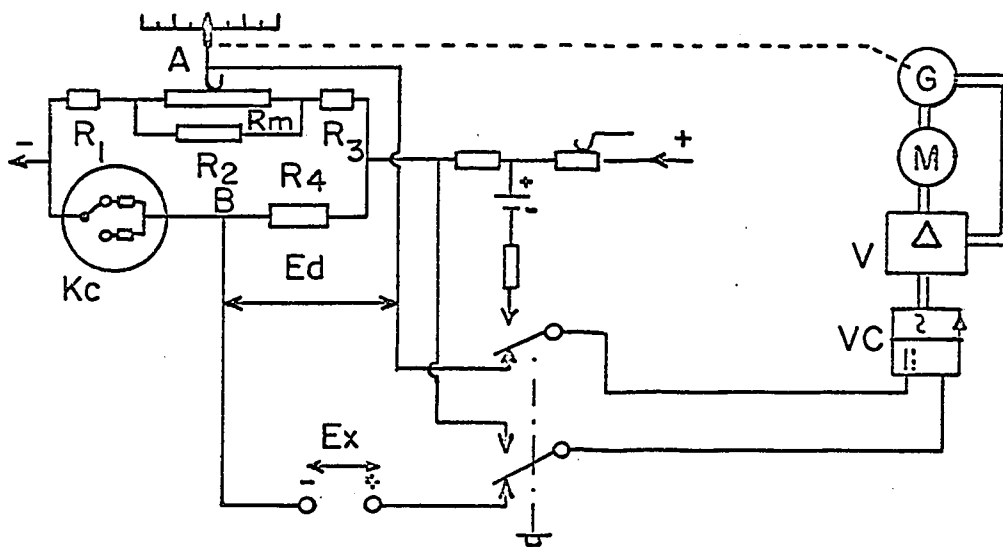 A
G
-
R1
Rm
R2
R3
+
M
B
R4
+
-
V
Ed
Kc
VC
Ex
-
+